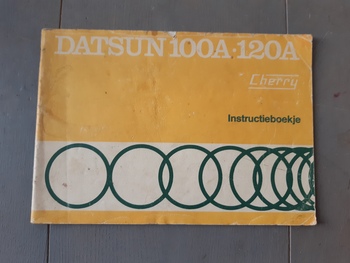 DATSUN 100A·120A
Cherry
Instructieboekje